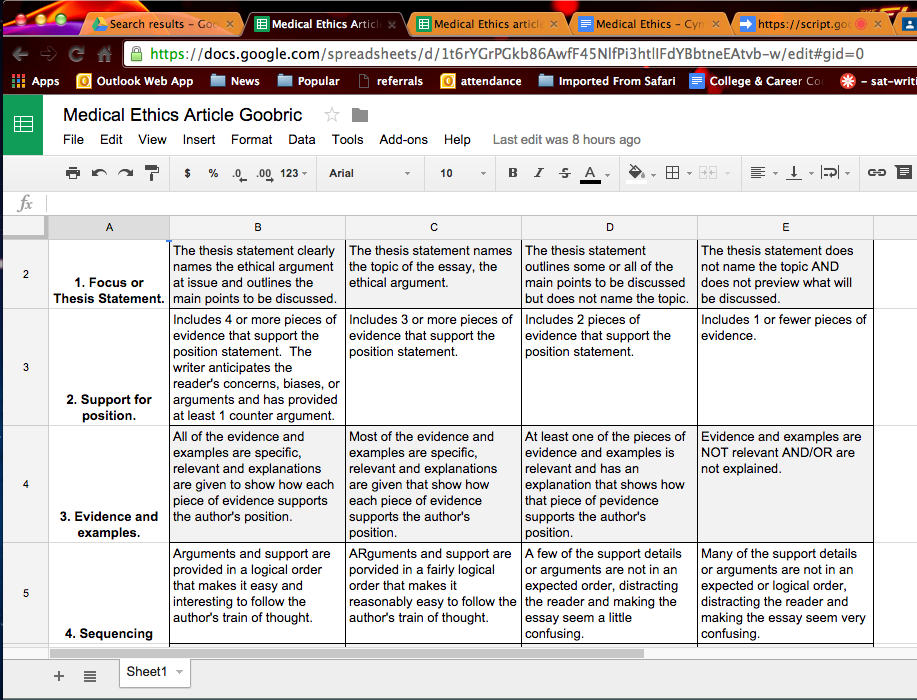 Search results – Goo
Medical Ethics Articl
Medical Ethics article
Medical Ethics – Cyn
https://script.goo
https://docs.google.com/spreadsheets/d/1t6rYGrPGkb86AwfF45NlfPi3htllFdYBbtneEAtvb-w/edit#gid=0
Apps Outlook Web App News Popular referrals attendance Imported From Safari College & Career Co - sat-writi
Medical Ethics Article Goobric
File Edit View Insert Format Data Tools Add-ons Help Last edit was 8 hours ago
$ % .0 .00 123 Arial 10 B I S A
fx
A B C D E
2
1. Focus or
Thesis Statement.
The thesis statement clearly
names the ethical argument
at issue and outlines the
main points to be discussed.
The thesis statement names
the topic of the essay, the
ethical argument.
The thesis statement
outlines some or all of the
main points to be discussed
but does not name the topic.
The thesis statement does
not name the topic AND
does not preview what will
be discussed.
3
2. Support for
position.
Includes 4 or more pieces of
evidence that support the
position statement. The
writer anticipates the
reader's concerns, biases, or
arguments and has provided
at least 1 counter argument.
Includes 3 or more pieces of
evidence that support the
position statement.
Includes 2 pieces of
evidence that support the
position statement.
Includes 1 or fewer pieces of
evidence.
4
3. Evidence and
examples.
All of the evidence and
examples are specific,
relevant and explanations
are given to show how each
piece of evidence supports
the author's position.
Most of the evidence and
examples are specific,
relevant and explanations
are given that show how
each piece of evidence
supports the author's
position.
At least one of the pieces of
evidence and examples is
relevant and has an
explanation that shows how
that piece of pevidence
supports the author's
position.
Evidence and examples are
NOT relevant AND/OR are
not explained.
5
4. Sequencing
Arguments and support are
provided in a logical order
that makes it easy and
interesting to follow the
author's train of thought.
ARguments and support are
porvided in a fairly logical
order that makes it
reasonably easy to follow the
author's train of thought.
A few of the support details
or arguments are not in an
expected order, distracting
the reader and making the
essay seem a little
confusing.
Many of the support details
or arguments are not in an
expected or logical order,
distracting the reader and
making the essay seem very
confusing.
Sheet1